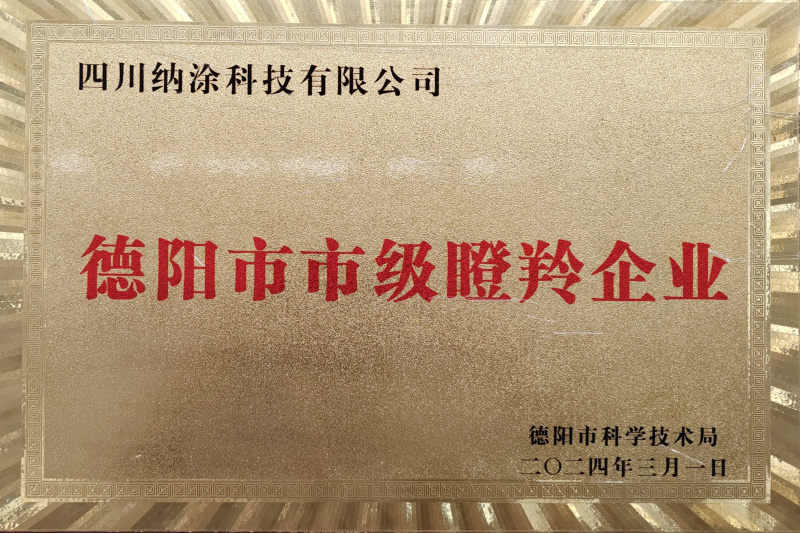 四川纳涂科技有限公司
德阳市市级瞪羚企业
德阳市科学技术局
二〇二四年三月一日